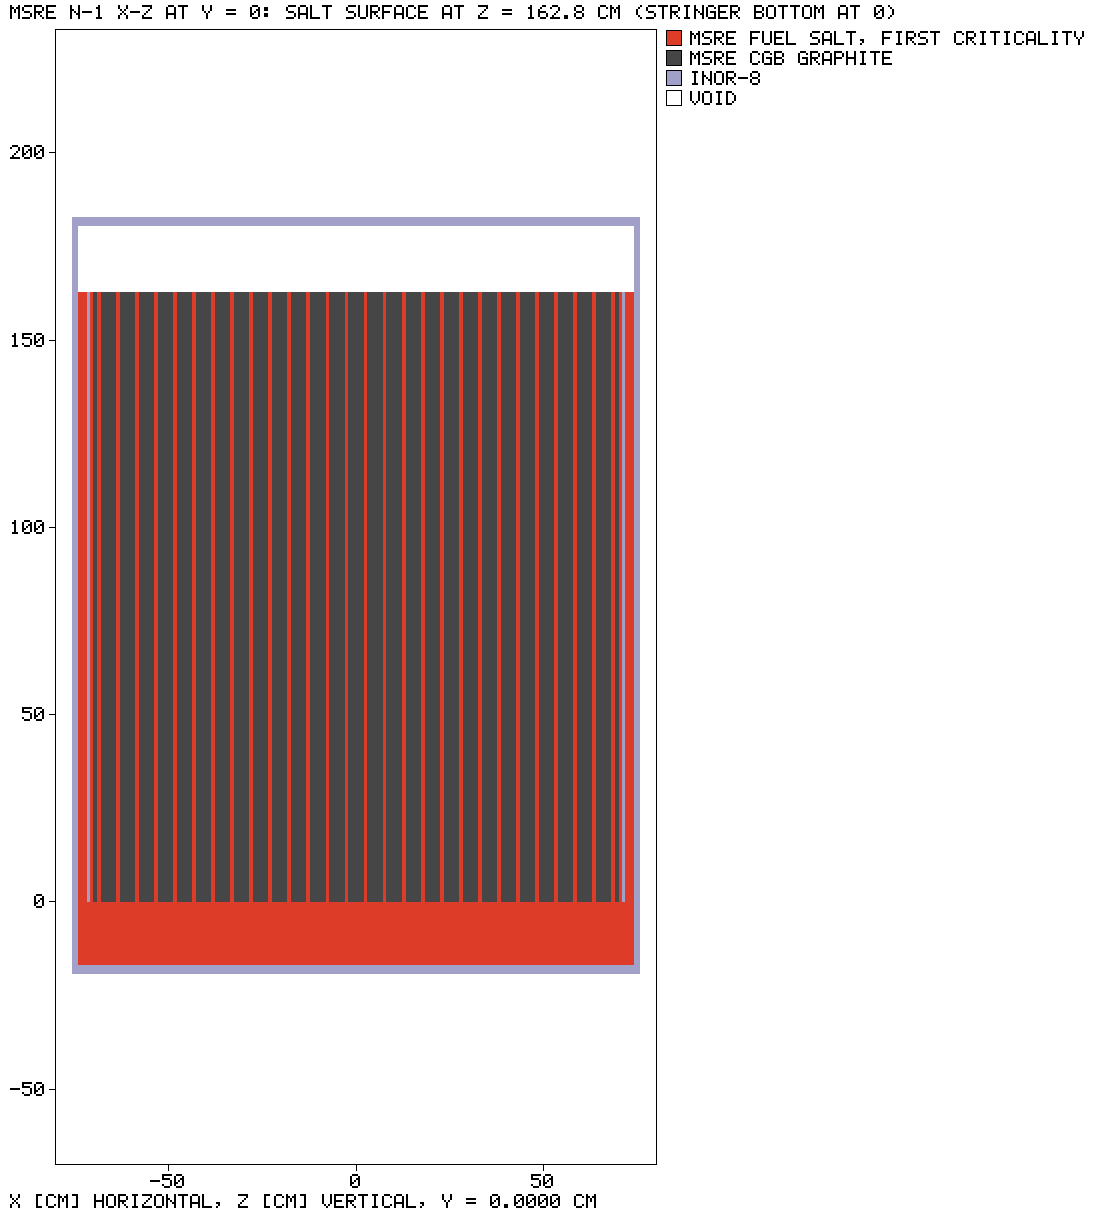 MSRE N-1 X-Z AT Y = 0: SALT SURFACE AT Z = 162.8 CM (STRINGER BOTTOM AT 0)
MSRE FUEL SALT, FIRST CRITICALITY
MSRE CGB GRAPHITE
INOR-8
VOID
200
150
100
50
0
-50
-50 0 50
X [CM] HORIZONTAL, Z [CM] VERTICAL, Y = 0.0000 CM